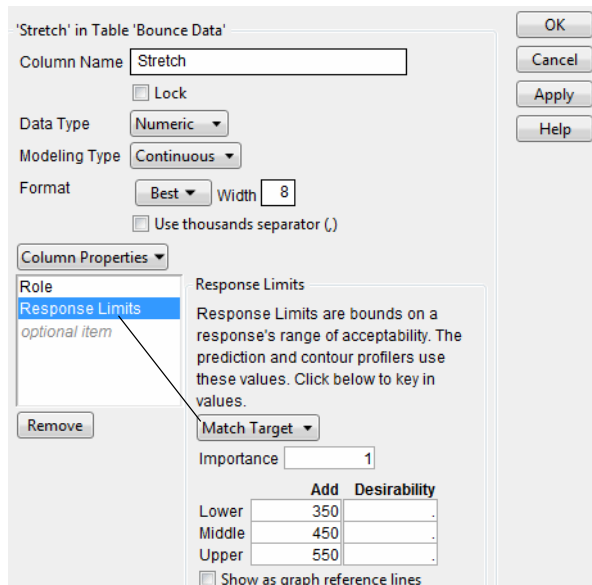 'Stretch' in Table 'Bounce Data'
OK
Column Name Stretch
Cancel
Lock
Apply
Data Type Numeric
Help
Modeling Type Continuous
Format Best Width 8
Use thousands separator (,)
Column Properties
Role
Response Limits
optional item
Remove
Response Limits
Response Limits are bounds on a
response's range of acceptability. The
prediction and contour profilers use
these values. Click below to key in
values.
Match Target
Importance 1
Add Desirability
Lower 350 .
Middle 450 .
Upper 550 .
Show as graph reference lines